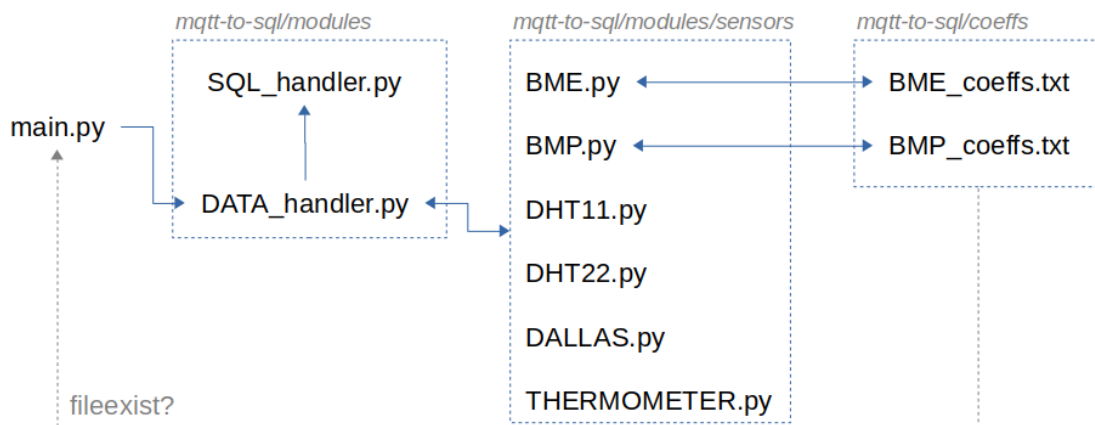 mqtt-to-sql/modules
mqtt-to-sql/modules/sensors
mqtt-to-sql/coeffs
main.py
SQL_handler.py
DATA_handler.py
BME.py
BMP.py
DHT11.py
DHT22.py
DALLAS.py
THERMOMETER.py
BME_coeffs.txt
BMP_coeffs.txt
fileexist?